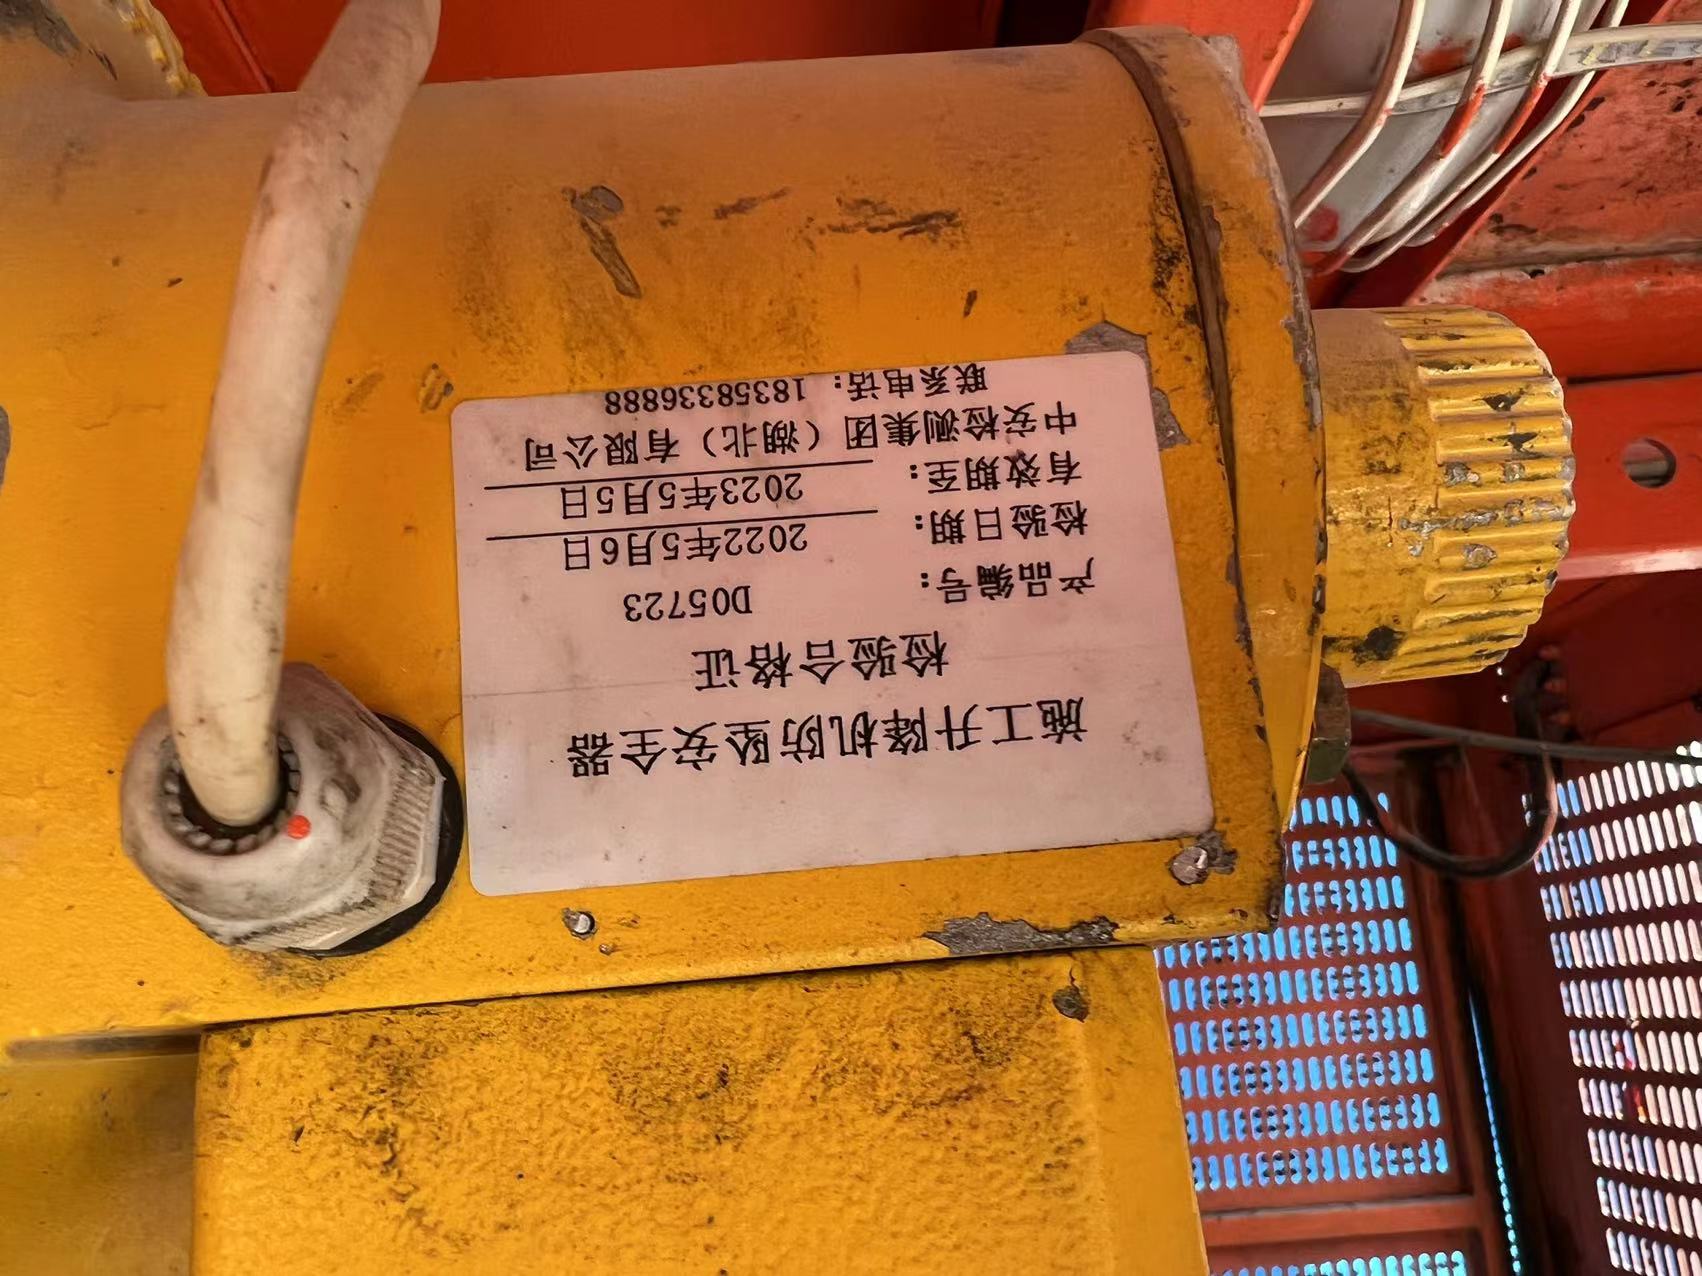 施工升降机防坠安全器
检验合格证
产品编号: D05723
检验日期: 2022年5月6日
有效期至: 2023年5月5日
中安检测集团（湖北）有限公司
联系电话: 18358336888